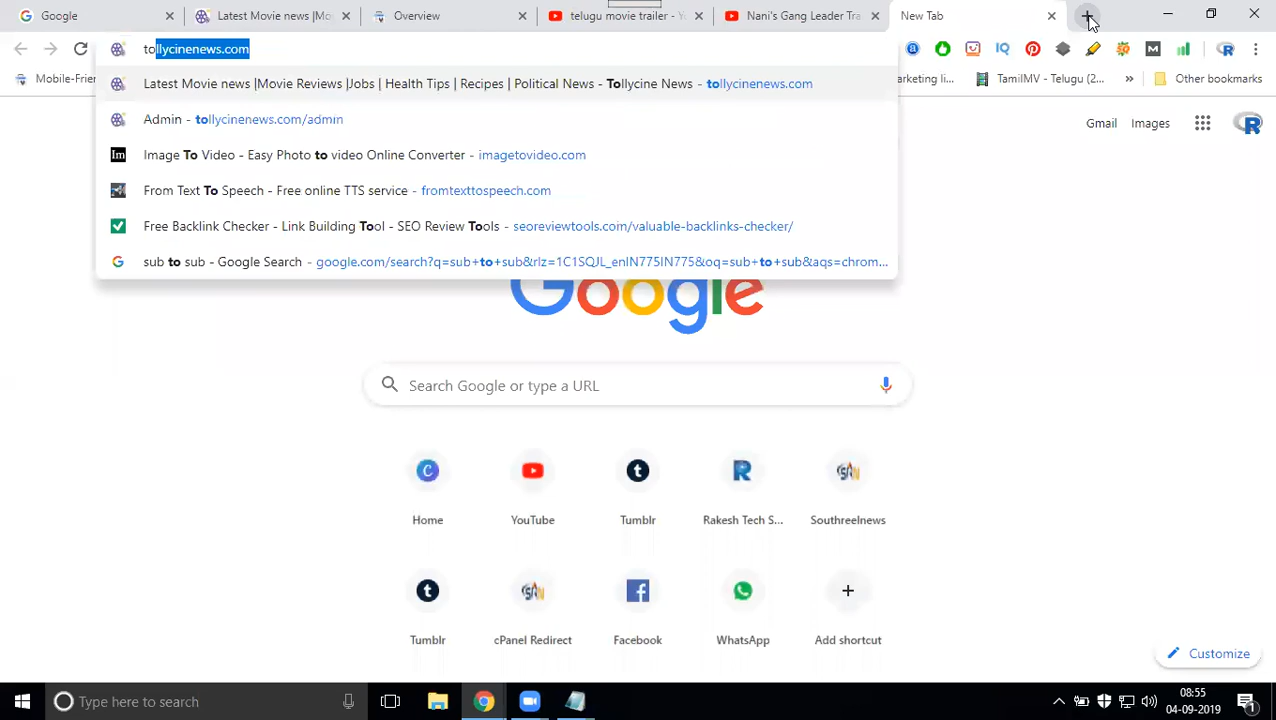 Google
Latest Movie news |Mo
Overview
telugu movie trailer - Y
Nani's Gang Leader Tra
New Tab
tollycinenews.com
Mobile-Frien
arketing li...
TamilMV - Telugu (2...
»
Other bookmarks
Latest Movie news |Movie Reviews |Jobs | Health Tips | Recipes | Political News - Tollycine News - tollycinenews.com
Admin - tollycinenews.com/admin
Image To Video - Easy Photo to video Online Converter - imagetovideo.com
From Text To Speech - Free online TTS service - fromtexttospeech.com
Free Backlink Checker - Link Building Tool - SEO Review Tools - seoreviewtools.com/valuable-backlinks-checker/
sub to sub - Google Search - google.com/search?q=sub+to+sub&rlz=1C1SQJL_enIN775IN775&oq=sub+to+sub&aqs=chrom...
Gmail Images
Google
Search Google or type a URL
Home YouTube Tumblr Rakesh Tech S... Southreelnews
Tumblr cPanel Redirect Facebook WhatsApp Add shortcut
Customize
Type here to search
08:55
04-09-2019